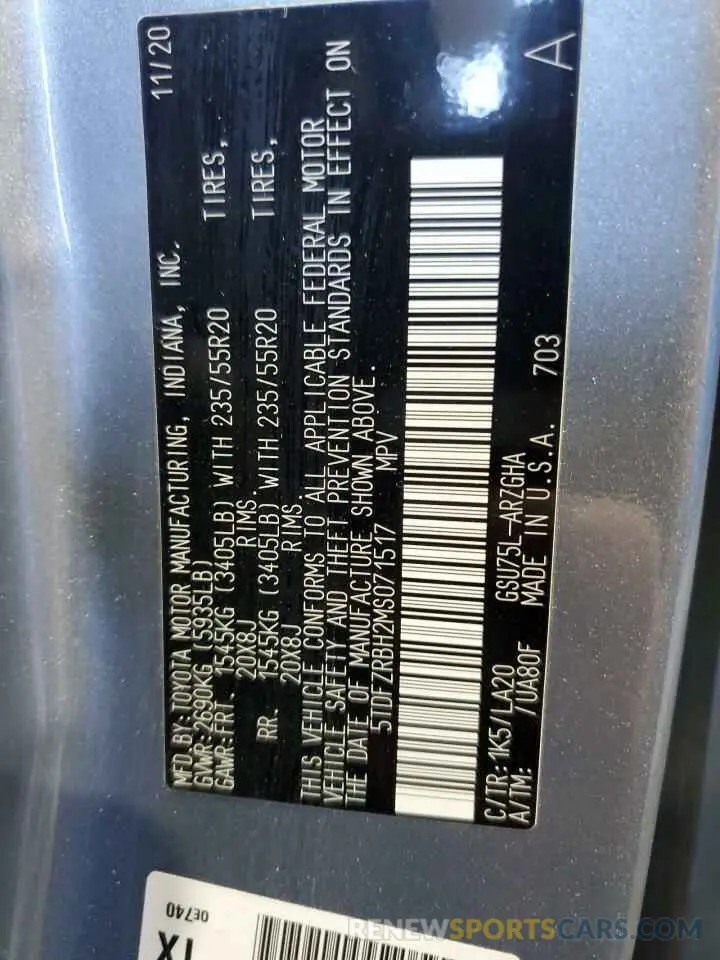 MFD BY: TOYOTA MOTOR MANUFACTURING, INDIANA, INC. 11/20
GVWR: 2690KG (5935LB)
GAWR: FRT. 1545KG (3405LB) WITH 235/55R20 TIRES,
20X8J RIMS.
RR. 1545KG (3405LB) WITH 235/55R20 TIRES,
20X8J RIMS.
THIS VEHICLE CONFORMS TO ALL APPLICABLE FEDERAL MOTOR
VEHICLE SAFETY AND THEFT PREVENTION STANDARDS IN EFFECT ON
THE DATE OF MANUFACTURE SHOWN ABOVE.
5TDFZRBH2MS071517 MPV
C/TR: 1K5/LA20 GSU75L-ARZGHA
A/TM: /UA80F MADE IN U.S.A. 703 A
0E740
TX
RENEWSPORTSCARS.COM